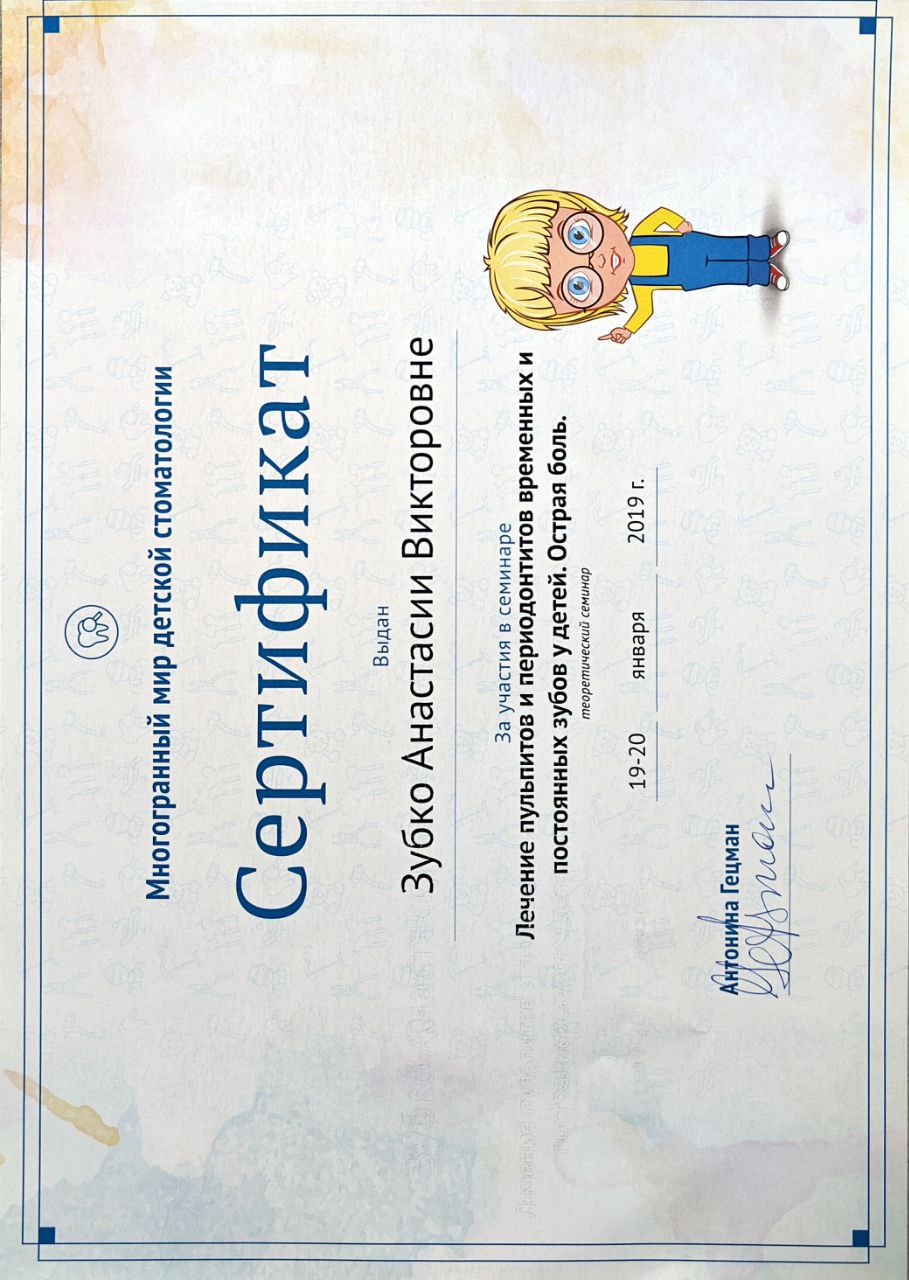 Многогранный мир детской стоматологии
Сертификат
Выдан
Зубко Анастасии Викторовне
За участия в семинаре
Лечение пульпитов и периодонтитов временных и
постоянных зубов у детей. Острая боль.
теоретический семинар
19-20 января 2019 г.
Антонина Гецман